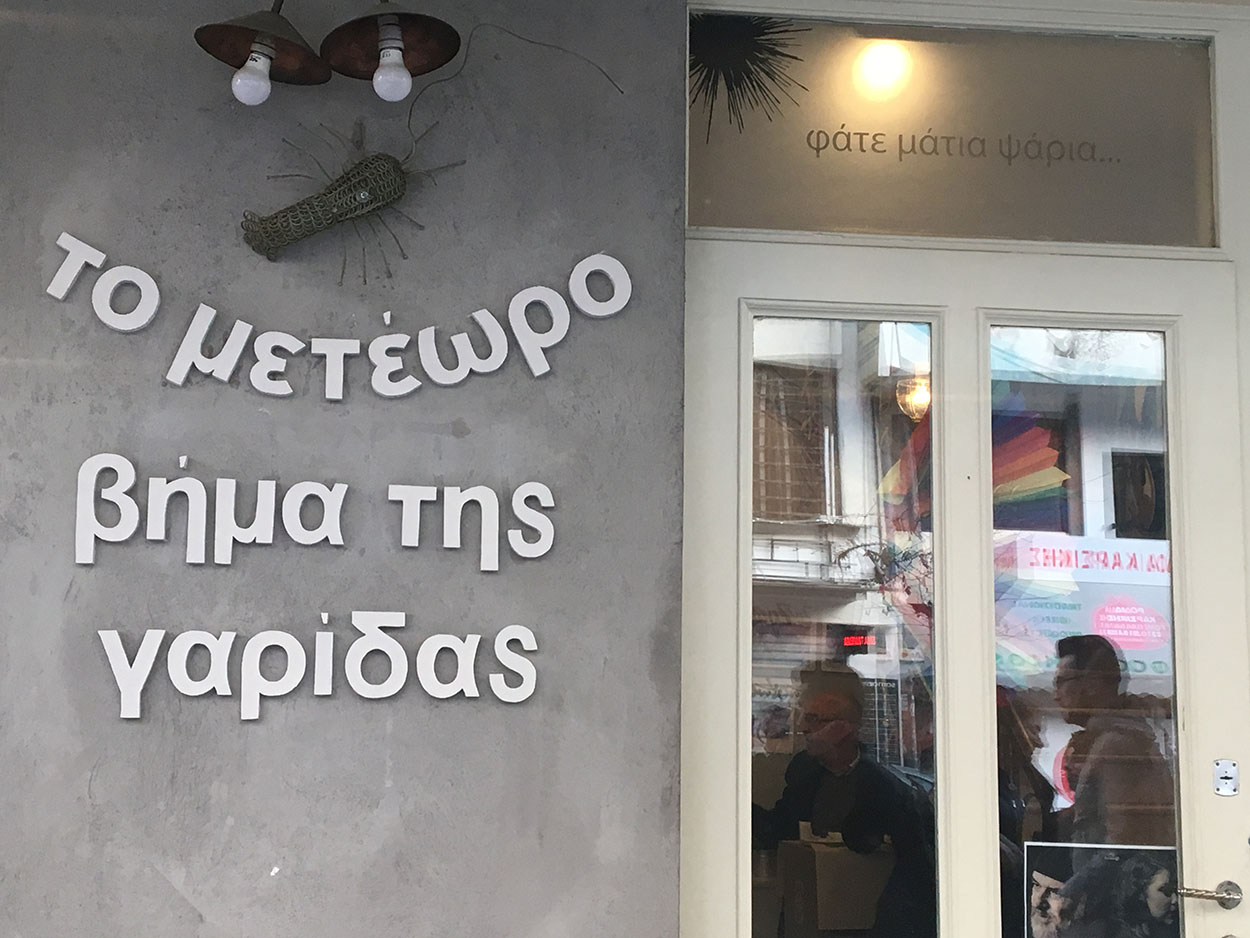 το μετέωρο
βήμα της
γαρίδας
φάτε μάτια ψάρια...